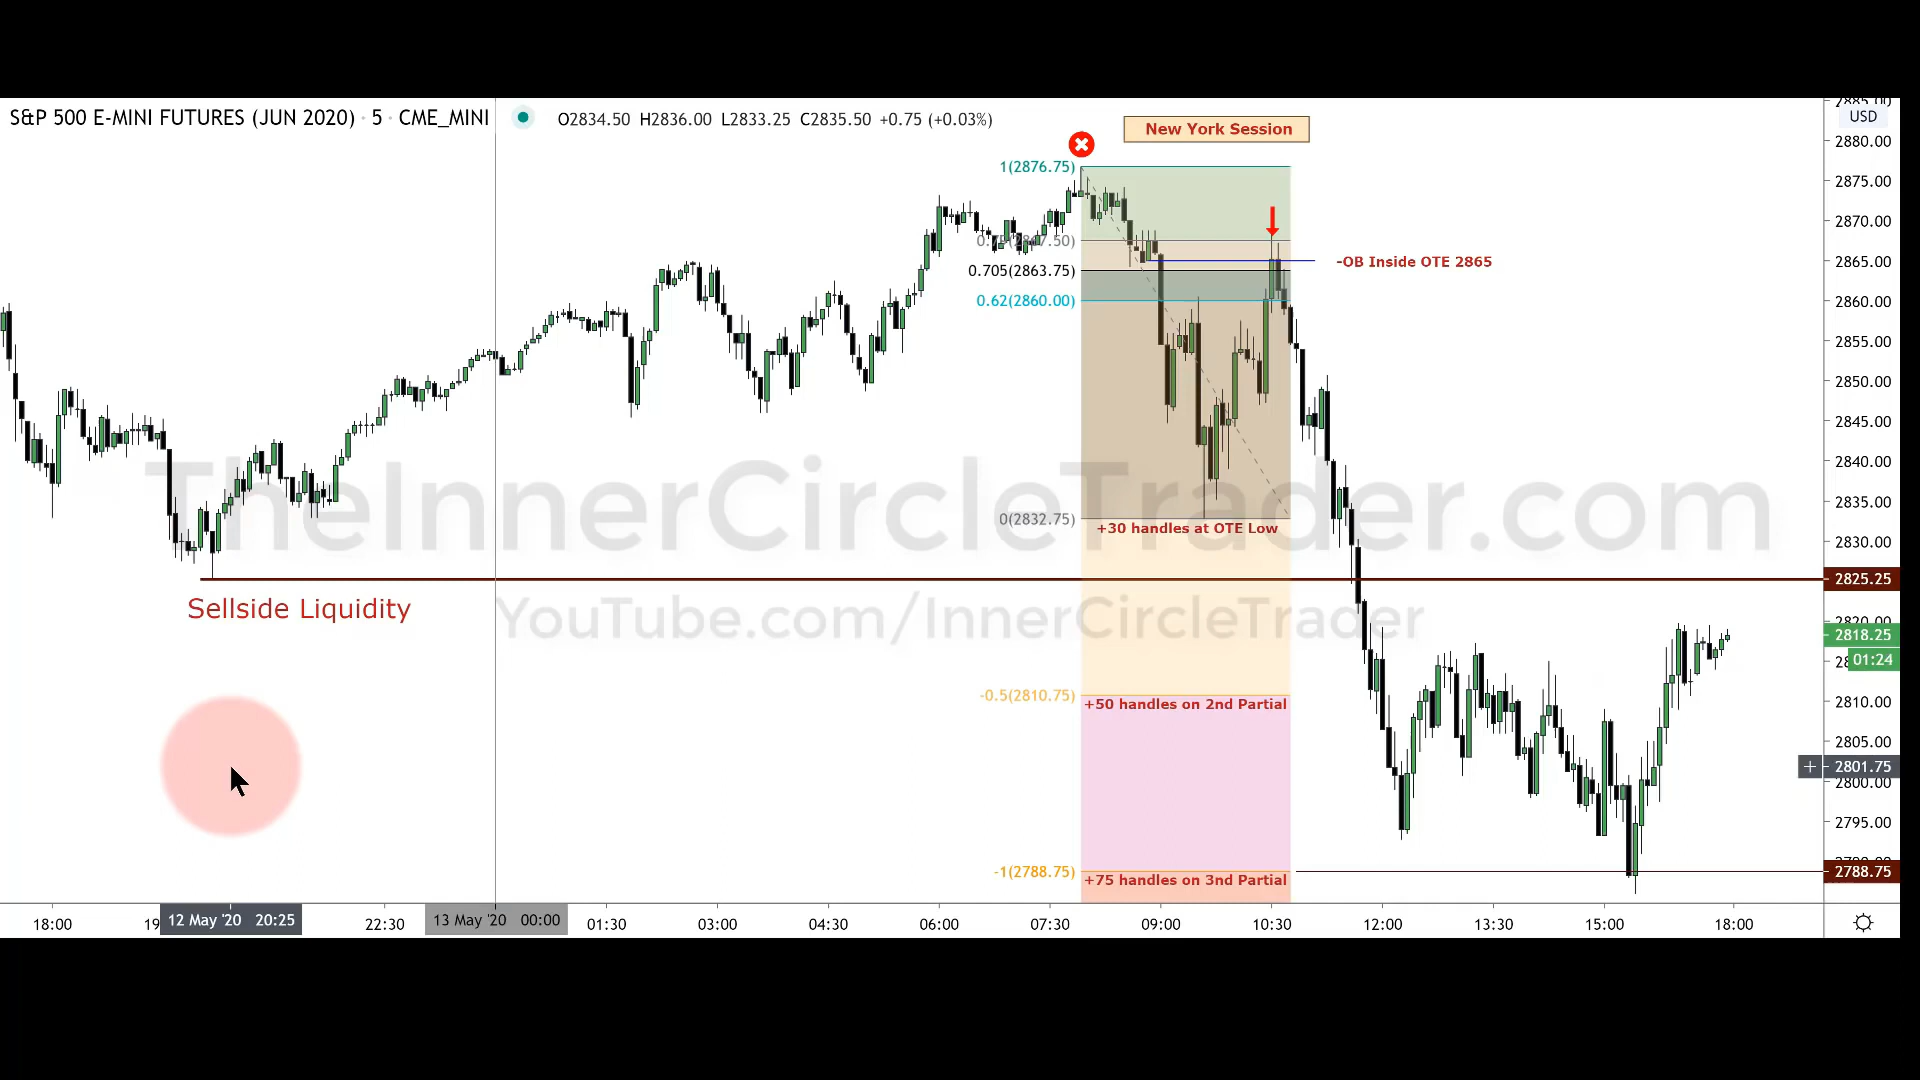 S&P 500 E-MINI FUTURES (JUN 2020) · 5 · CME_MINI O2834.50 H2836.00 L2833.25 C2835.50 +0.75 (+0.03%)
New York Session
USD
2880.00
1(2876.75)
2875.00
2870.00
0.705(2863.75)
-OB Inside OTE 2865
2865.00
0.62(2860.00)
2860.00
2855.00
2850.00
2845.00
2840.00
TheInnerCircleTrader.com
2835.00
0(2832.75)
+30 handles at OTE Low
2830.00
2825.25
Sellside Liquidity
YouTube.com/InnerCircleTrader
2818.25
01:24
-0.5(2810.75)
+50 handles on 2nd Partial
2810.00
2805.00
2801.75
2800.00
2795.00
-1(2788.75)
+75 handles on 3nd Partial
2788.75
18:00 12 May '20 20:25 22:30 13 May '20 00:00 01:30 03:00 04:30 06:00 07:30 09:00 10:30 12:00 13:30 15:00 18:00